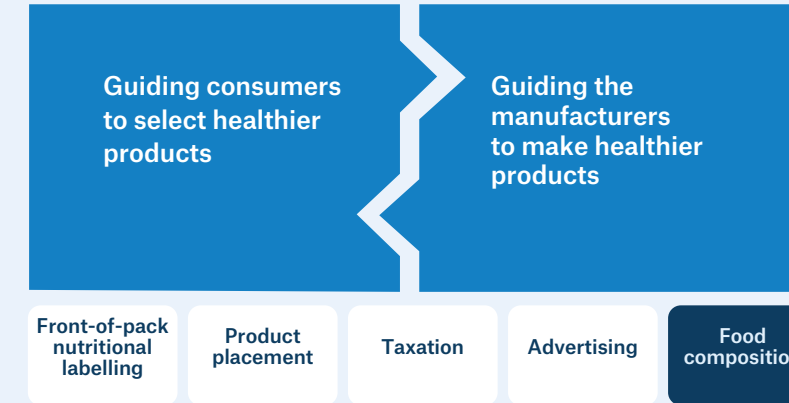 Guiding consumers
to select healthier
products
Guiding the
manufacturers
to make healthier
products
Front-of-pack
nutritional
labelling
Product
placement
Taxation
Advertising
Food
compositio